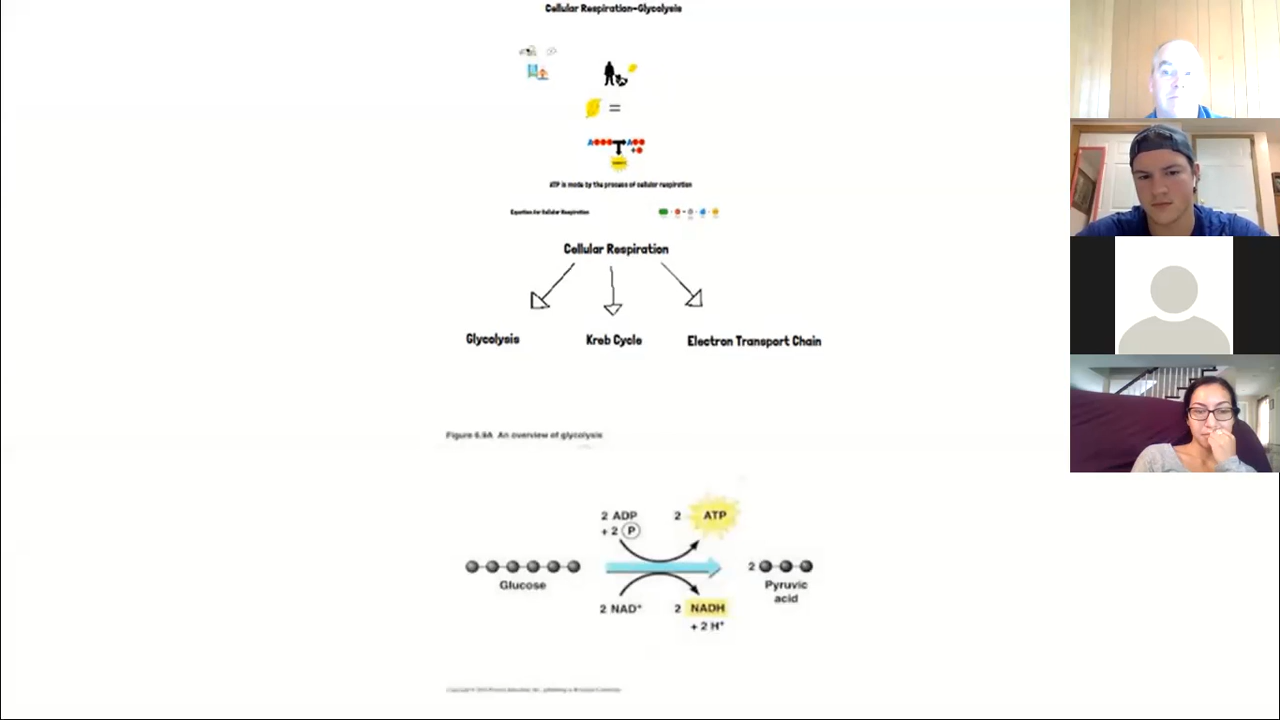 Cellular Respiration-Glycolysis
=
ATP is made by the process of cellular respiration
Equation for Cellular Respiration
Cellular Respiration
Glycolysis Kreb Cycle Electron Transport Chain
Figure 6.9A An overview of glycolysis
2 ADP 2 ATP
+ 2 P
Glucose
2 Pyruvic
acid
2 NAD⁺ 2 NADH
+ 2 H⁺